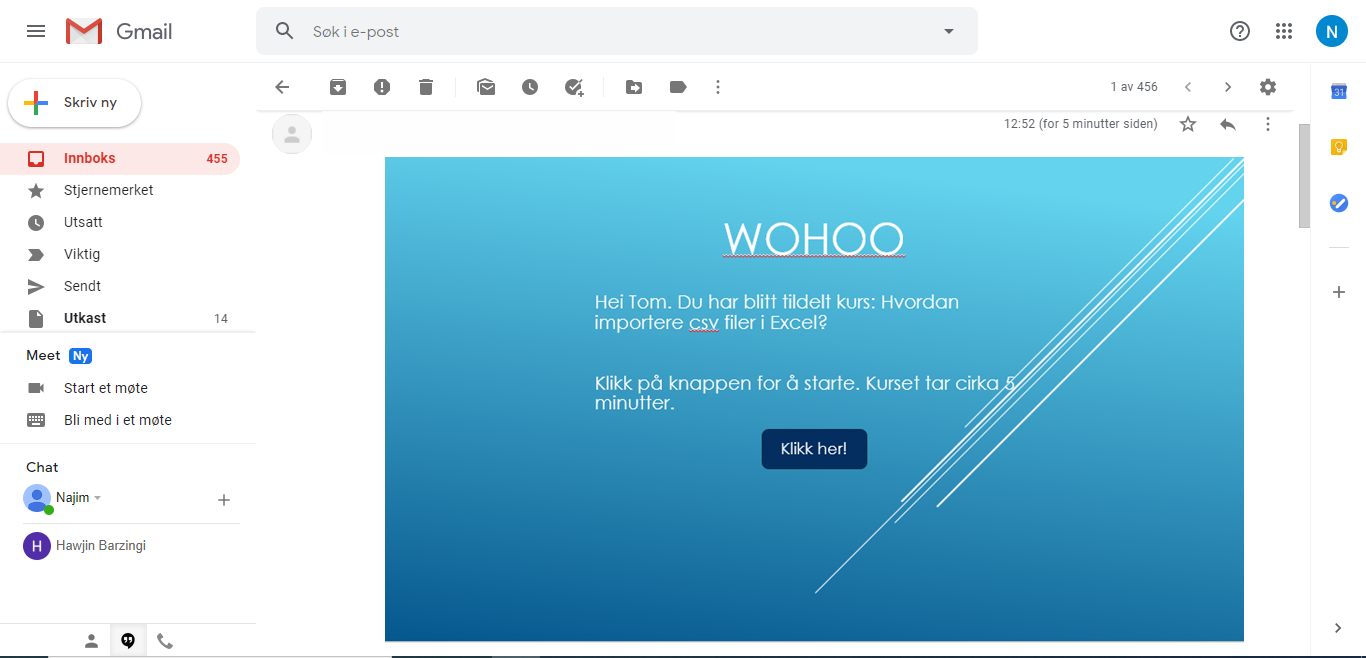 Gmail
Søk i e-post
N
Skriv ny
1 av 456
31
Innboks 455
12:52 (for 5 minutter siden)
Stjernemerket
Utsatt
Viktig
Sendt
Utkast 14
Meet Ny
Start et møte
Bli med i et møte
Chat
Najim
H Hawjin Barzingi
WOHOO
Hei Tom. Du har blitt tildelt kurs: Hvordan
importere csv filer i Excel?
Klikk på knappen for å starte. Kurset tar cirka 5
minutter.
Klikk her!